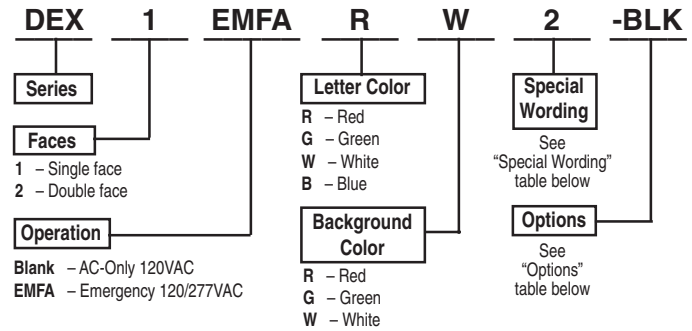 DEX 1 EMFA R W 2 -BLK
Series
Faces
1 – Single face
2 – Double face
Operation
Blank – AC-Only 120VAC
EMFA – Emergency 120/277VAC
Letter Color
R – Red
G – Green
W – White
B – Blue
Background
Color
R – Red
G – Green
W – White
Special
Wording
See
“Special Wording”
table below
Options
See
“Options”
table below